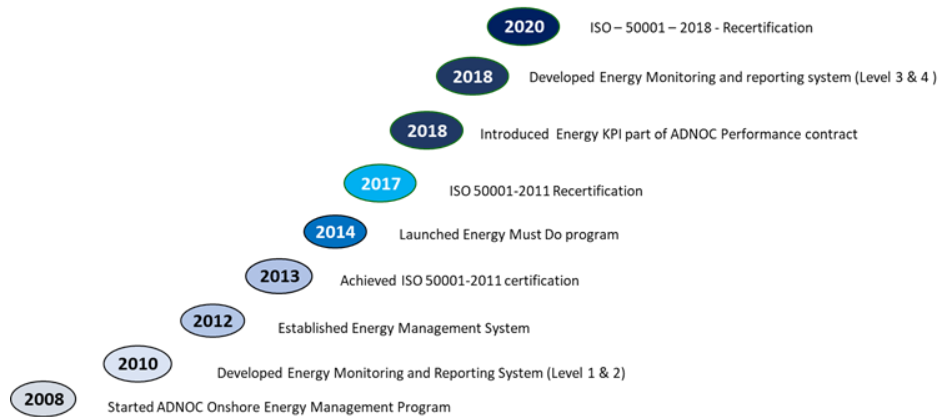 2020 ISO – 50001 – 2018 - Recertification
2018 Developed Energy Monitoring and reporting system (Level 3 & 4 )
2018 Introduced Energy KPI part of ADNOC Performance contract
2017 ISO 50001-2011 Recertification
2014 Launched Energy Must Do program
2013 Achieved ISO 50001-2011 certification
2012 Established Energy Management System
2010 Developed Energy Monitoring and Reporting System (Level 1 & 2)
2008 Started ADNOC Onshore Energy Management Program